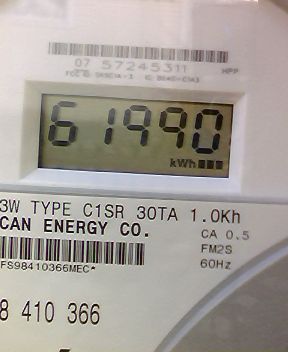 07 57245311
61990
kWh
3W TYPE C1SR 30TA 1.0Kh
CAN ENERGY CO.
CA 0.5
FM2S
60Hz
FS98410366MEC*
8 410 366